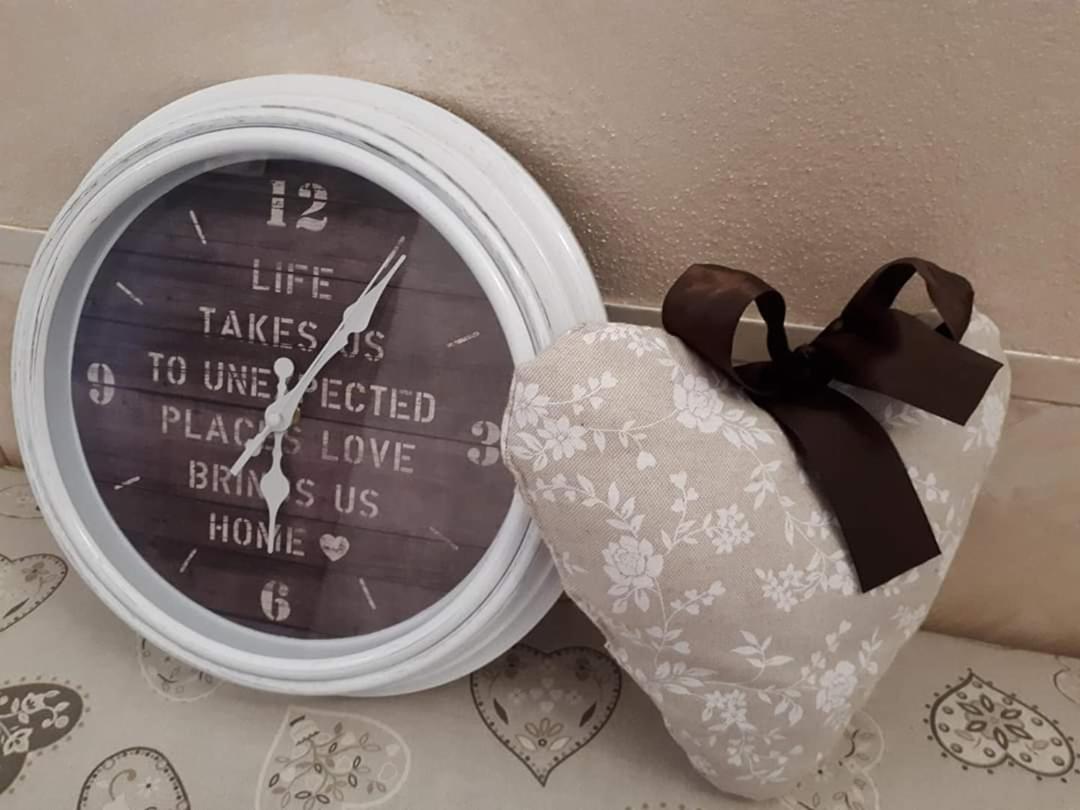 12
LIFE
TAKES US
TO UNEXPECTED
9
PLACES LOVE
3
BRINGS US
HOME
6